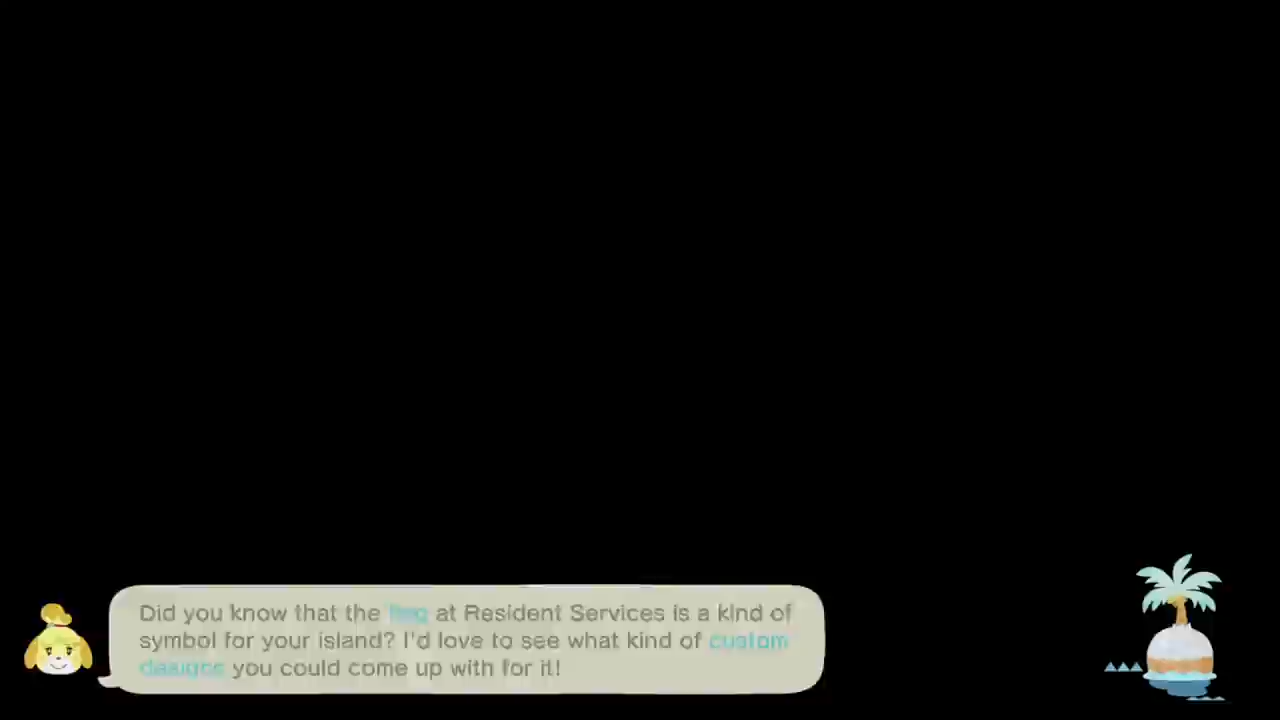 Did you know that the flag at Resident Services is a kind of
symbol for your island? I'd love to see what kind of custom
designs you could come up with for it!